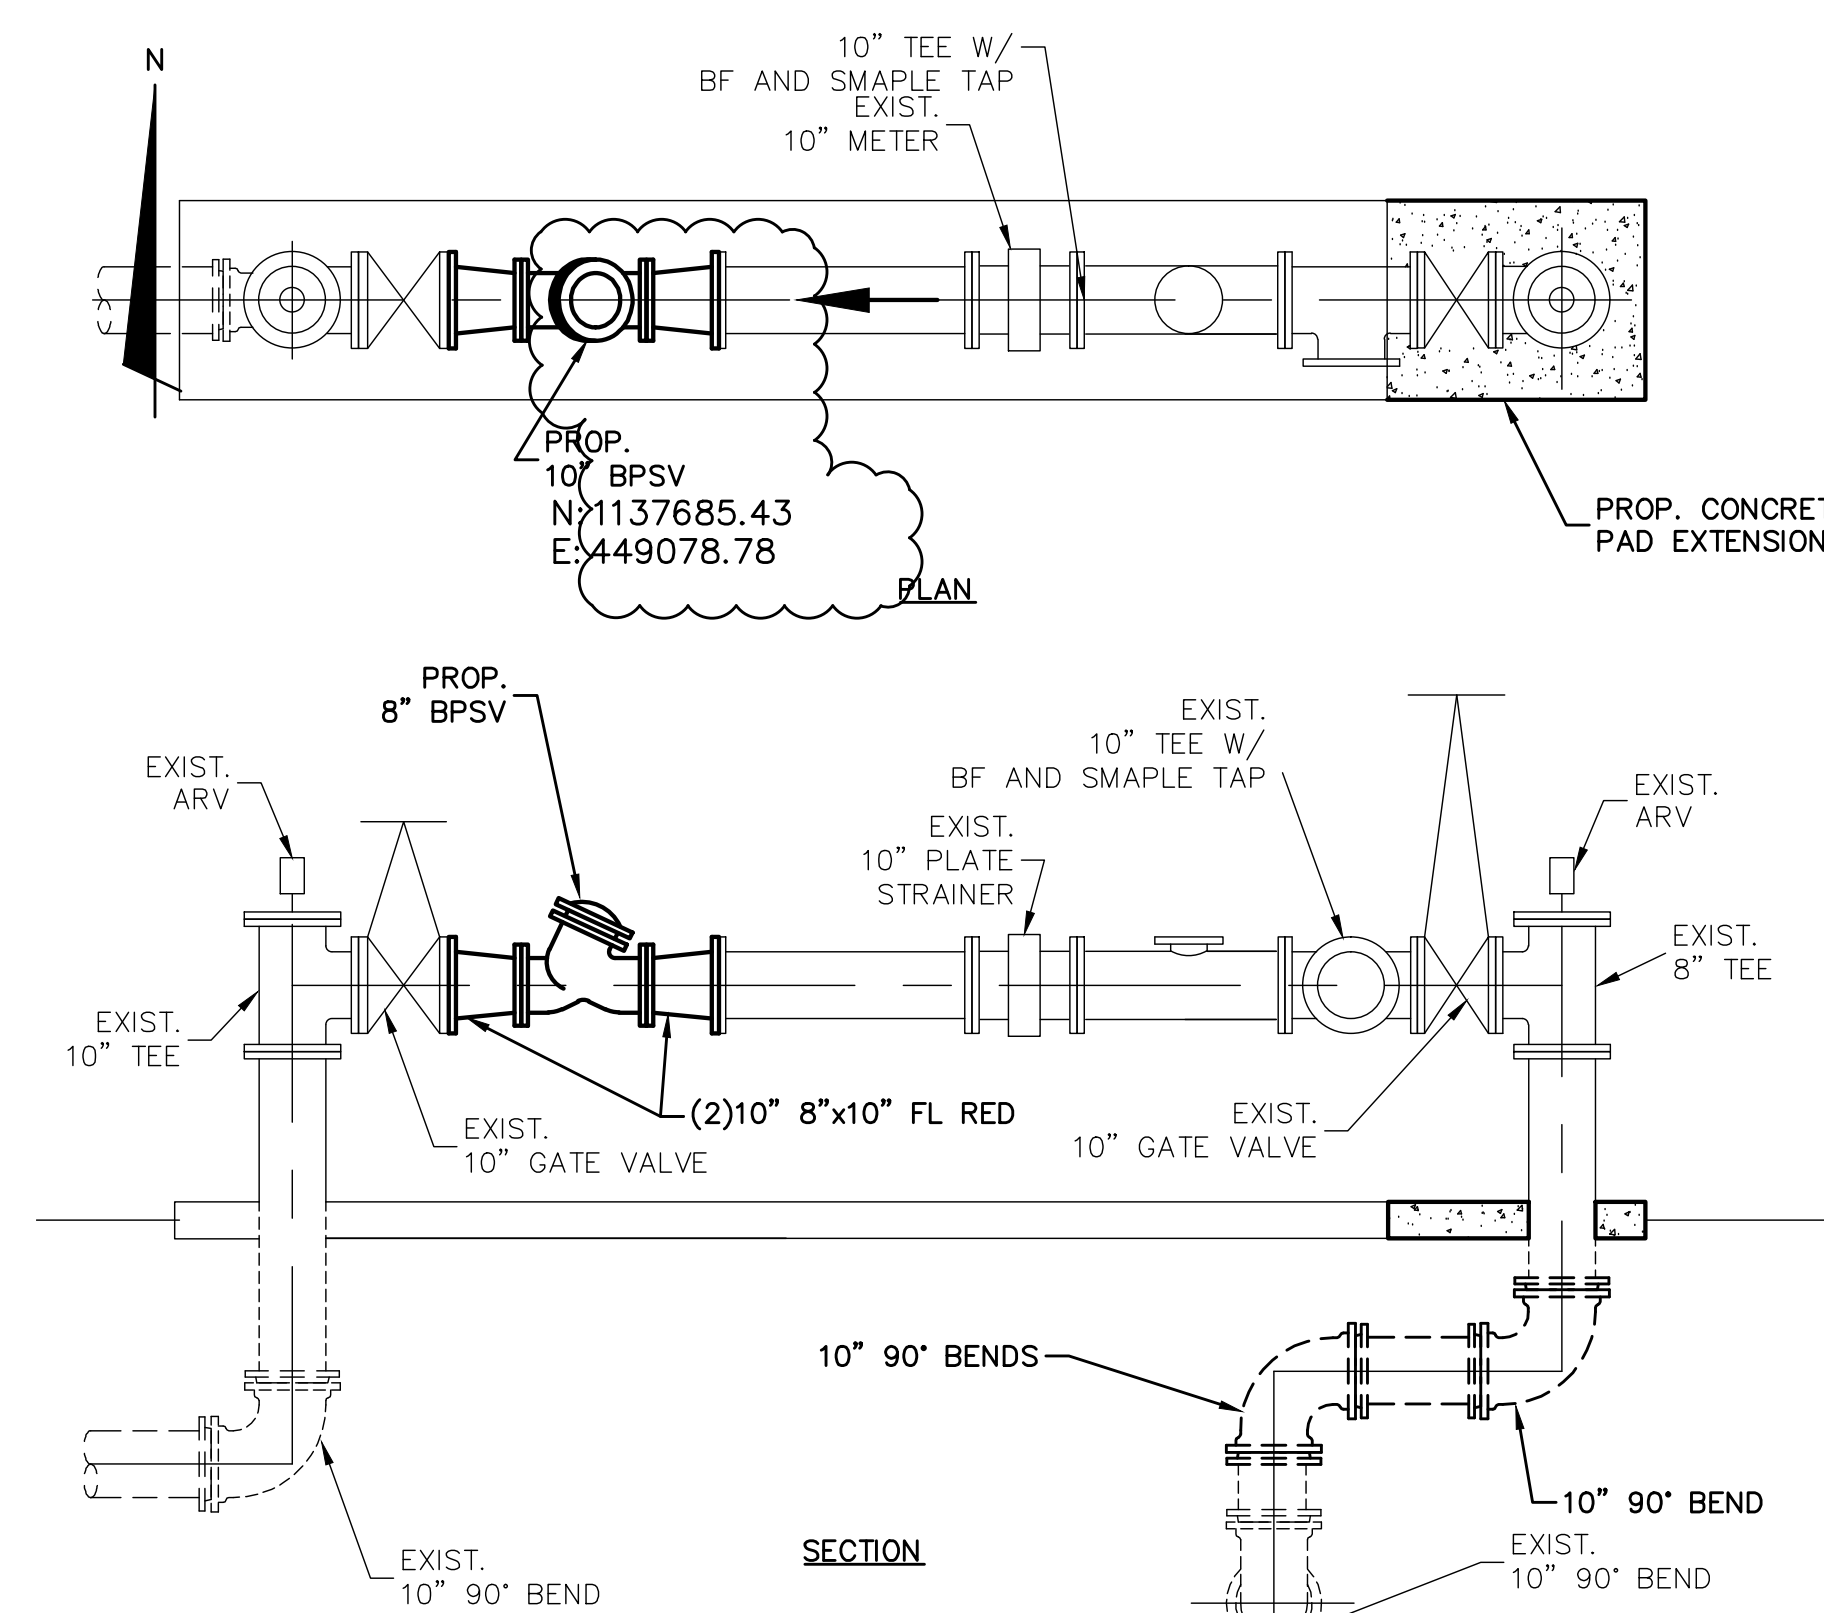 N
10” TEE W/
BF AND SMAPLE TAP
EXIST.
10” METER
PROP.
10” BPSV
N: 1137685.43
E: 449078.78
PROP. CONCRET
PAD EXTENSION
PLAN
PROP.
8” BPSV
EXIST.
10” TEE W/
BF AND SMAPLE TAP
EXIST.
ARV
EXIST.
ARV
EXIST.
10” PLATE
STRAINER
EXIST.
8” TEE
EXIST.
10” TEE
(2)10” 8”x10” FL RED
EXIST.
10” GATE VALVE
EXIST.
10” GATE VALVE
10” 90° BENDS
10” 90° BEND
SECTION
EXIST.
10” 90° BEND
EXIST.
10” 90° BEND